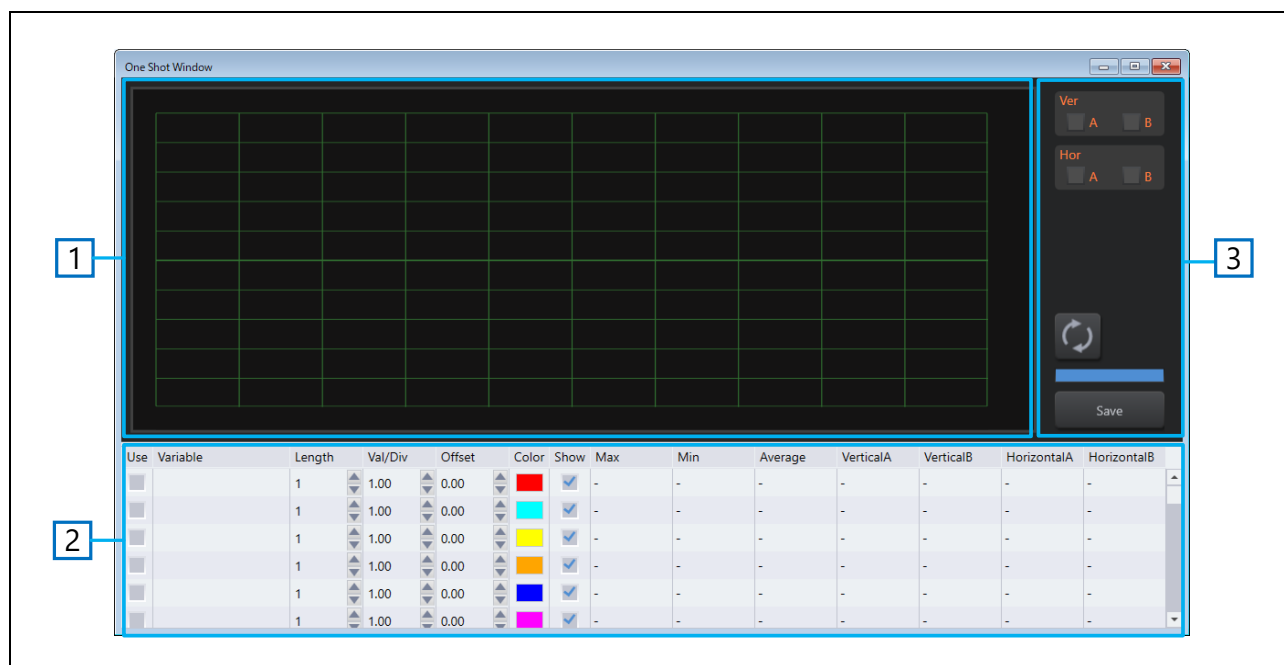 One Shot Window
Ver
A B
Hor
A B
1
3
Save
Use Variable Length Val/Div Offset Color Show Max Min Average VerticalA VerticalB HorizontalA HorizontalB
1 1.00 0.00 - - - - - - -
1 1.00 0.00 - - - - - - -
2
1 1.00 0.00 - - - - - - -
1 1.00 0.00 - - - - - - -
1 1.00 0.00 - - - - - - -
1 1.00 0.00 - - - - - - -